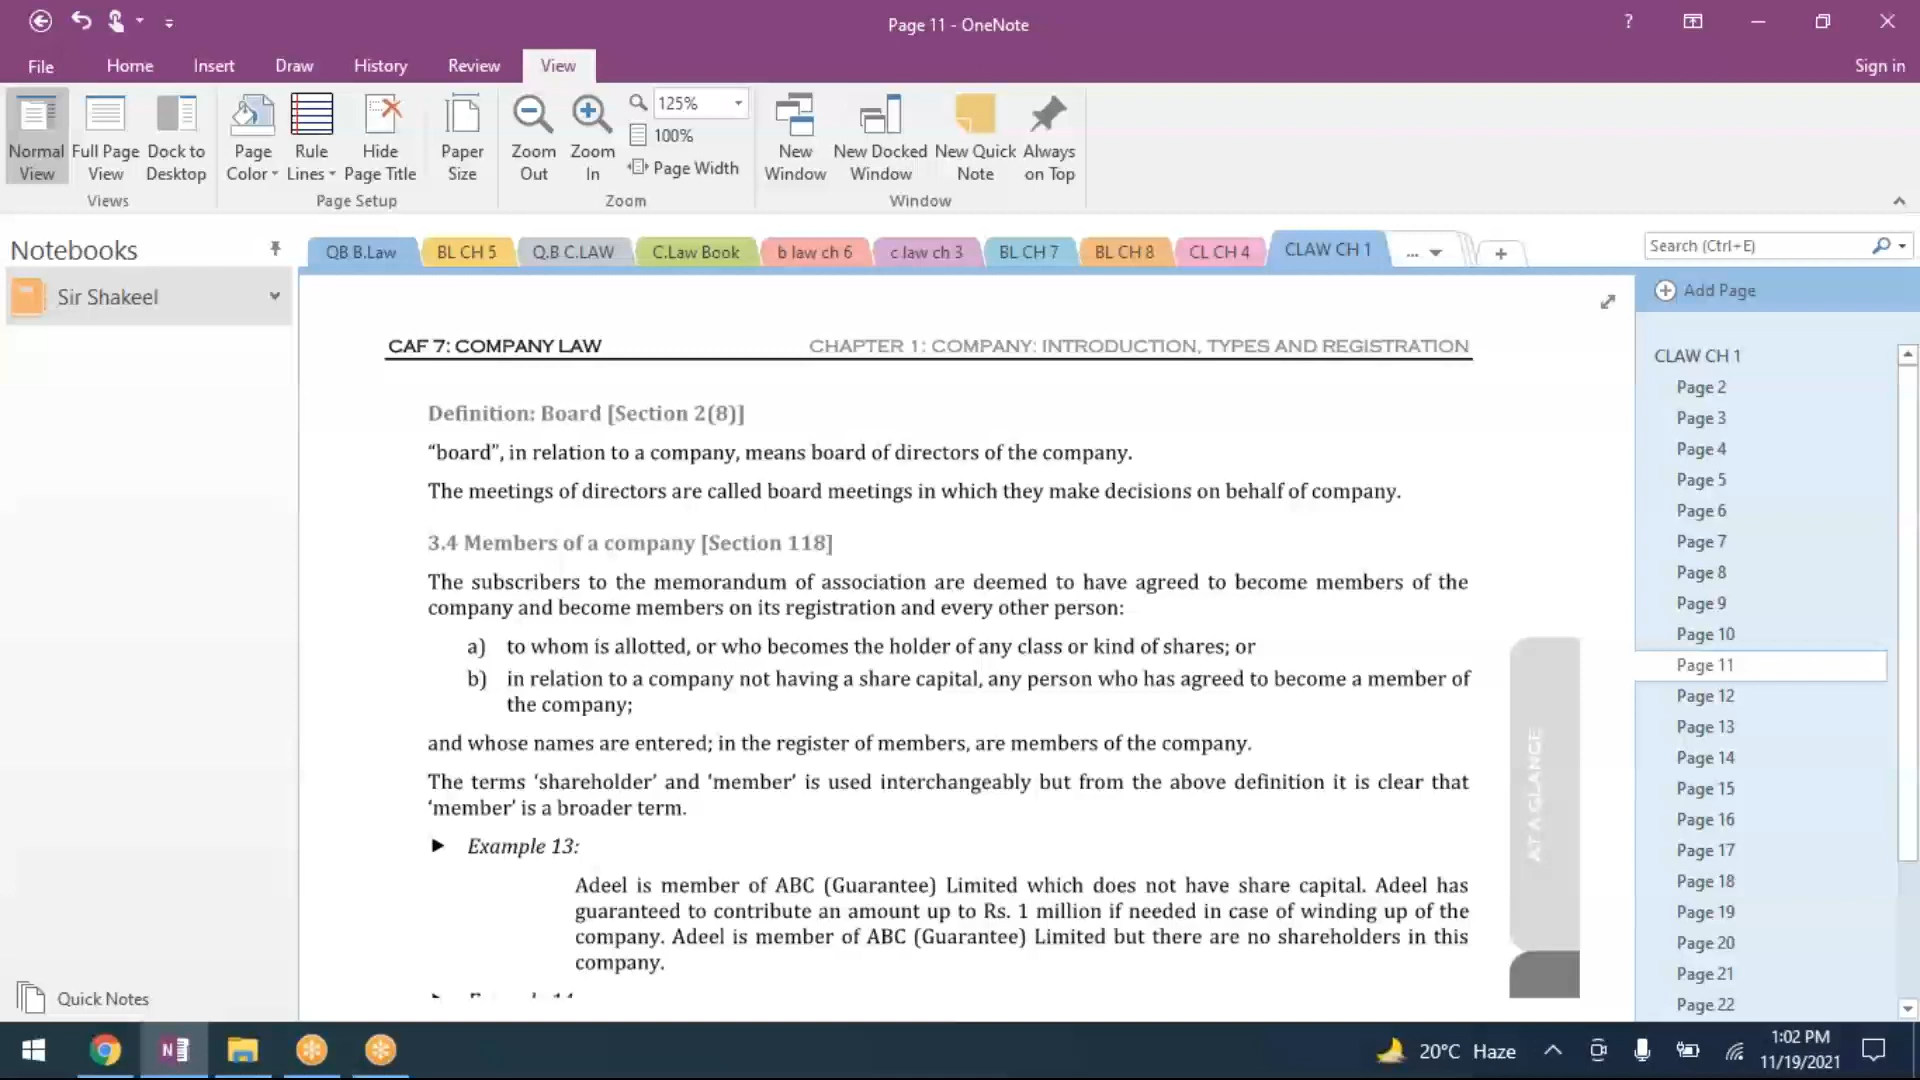 Page 11 - OneNote
?
File
Home
Insert
Draw
History
Review
View
Sign in
Normal View
Full Page View
Dock to Desktop
Views
Page Color
Rule Lines
Hide Page Title
Paper Size
Page Setup
Zoom Out
Zoom In
125%
100%
Page Width
Zoom
New Window
New Docked Window
New Quick Note
Always on Top
Window
Notebooks
Sir Shakeel
Quick Notes
QB B.Law
BL CH 5
Q.B C.LAW
C.Law Book
b law ch 6
c law ch 3
BL CH 7
BL CH 8
CL CH 4
CLAW CH 1
...
Search (Ctrl+E)
Add Page
CAF 7: COMPANY LAW
CHAPTER 1: COMPANY: INTRODUCTION, TYPES AND REGISTRATION
Definition: Board [Section 2(8)]
“board”, in relation to a company, means board of directors of the company.
The meetings of directors are called board meetings in which they make decisions on behalf of company.
3.4 Members of a company [Section 118]
The subscribers to the memorandum of association are deemed to have agreed to become members of the
company and become members on its registration and every other person:
a) to whom is allotted, or who becomes the holder of any class or kind of shares; or
b) in relation to a company not having a share capital, any person who has agreed to become a member of
the company;
and whose names are entered; in the register of members, are members of the company.
The terms ‘shareholder’ and ‘member’ is used interchangeably but from the above definition it is clear that
‘member’ is a broader term.
Example 13:
Adeel is member of ABC (Guarantee) Limited which does not have share capital. Adeel has
guaranteed to contribute an amount up to Rs. 1 million if needed in case of winding up of the
company. Adeel is member of ABC (Guarantee) Limited but there are no shareholders in this
company.
AT A GLANCE
CLAW CH 1
Page 2
Page 3
Page 4
Page 5
Page 6
Page 7
Page 8
Page 9
Page 10
Page 11
Page 12
Page 13
Page 14
Page 15
Page 16
Page 17
Page 18
Page 19
Page 20
Page 21
Page 22
N
20°C Haze
1:02 PM
11/19/2021